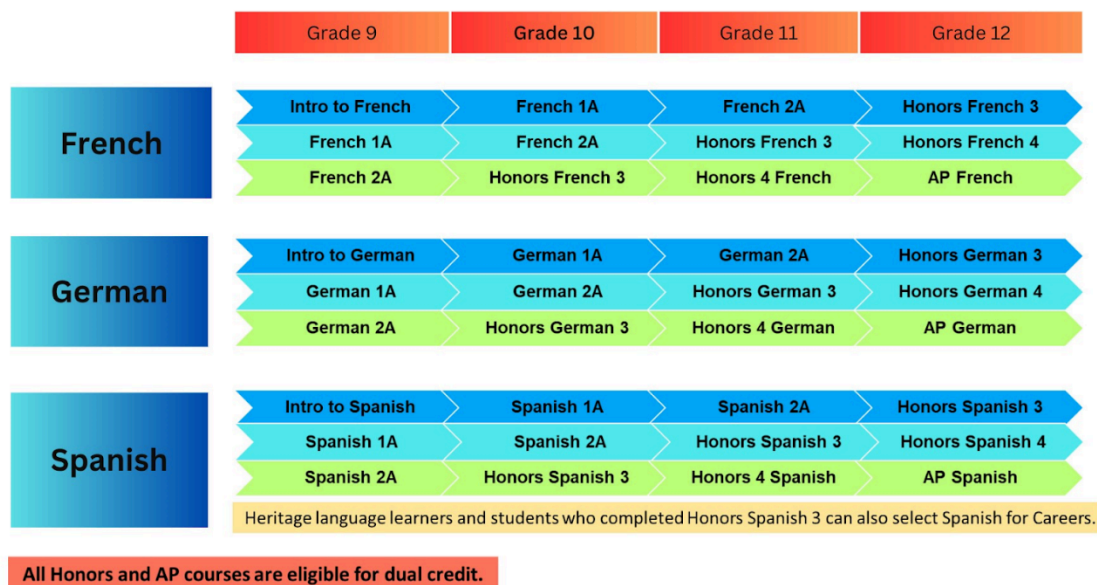 Grade 9 Grade 10 Grade 11 Grade 12
French
Intro to French French 1A French 2A Honors French 3
French 1A French 2A Honors French 3 Honors French 4
French 2A Honors French 3 Honors 4 French AP French
German
Intro to German German 1A German 2A Honors German 3
German 1A German 2A Honors German 3 Honors German 4
German 2A Honors German 3 Honors 4 German AP German
Spanish
Intro to Spanish Spanish 1A Spanish 2A Honors Spanish 3
Spanish 1A Spanish 2A Honors Spanish 3 Honors Spanish 4
Spanish 2A Honors Spanish 3 Honors 4 Spanish AP Spanish
Heritage language learners and students who completed Honors Spanish 3 can also select Spanish for Careers.
All Honors and AP courses are eligible for dual credit.